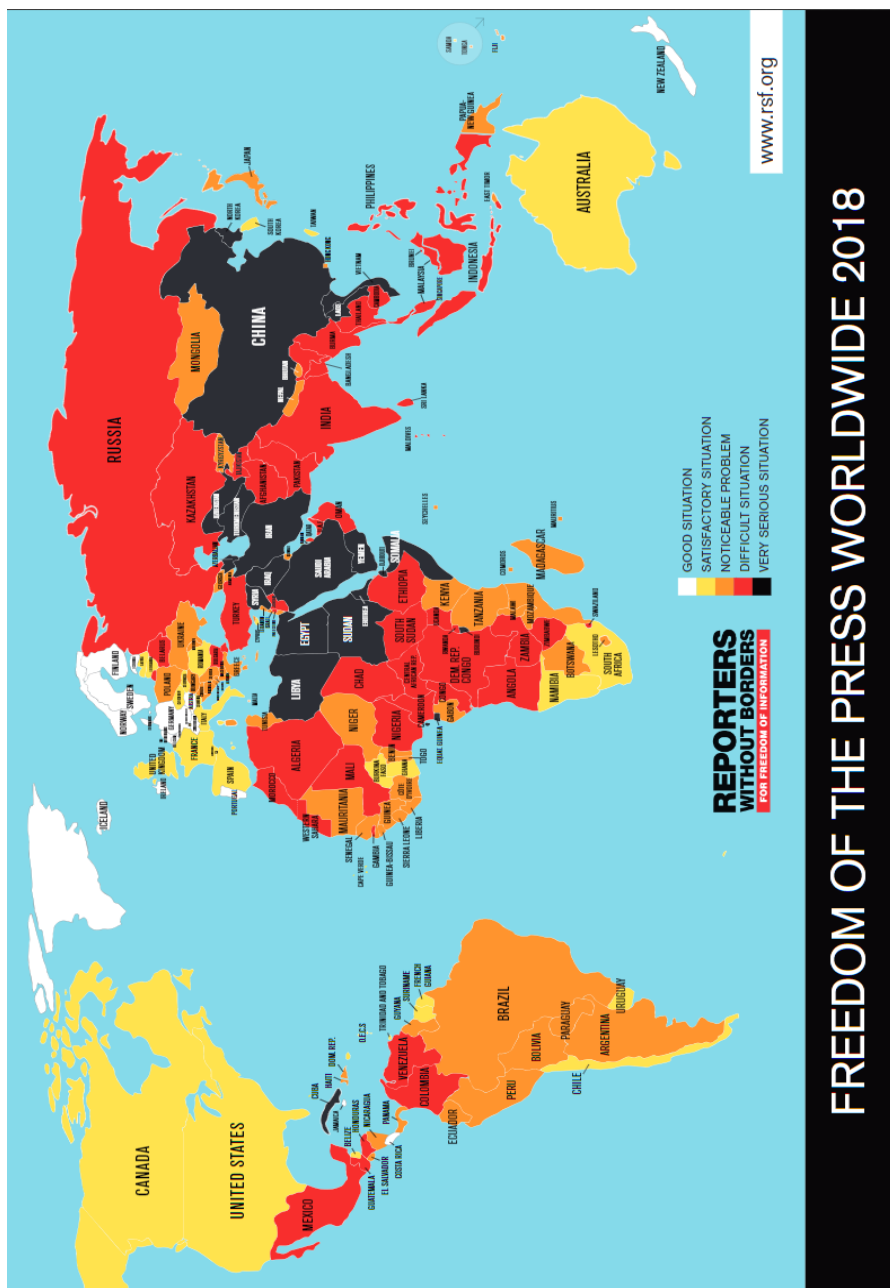 ICELAND
NORWAY
SWEDEN
FINLAND
UNITED
KINGDOM
IRELAND
GERMANY
POLAND
BELARUS
UKRAINE
FRANCE
SPAIN
PORTUGAL
ITALY
ROMANIA
GREECE
MALTA
TURKEY
RUSSIA
KAZAKHSTAN
MONGOLIA
CHINA
NORTH
KOREA
SOUTH
KOREA
JAPAN
TAIWAN
HONG KONG
KYRGYZSTAN
AFGHANISTAN
PAKISTAN
INDIA
NEPAL
BHUTAN
BANGLADESH
BURMA
LAOS
THAILAND
VIETNAM
CAMBODIA
SRI LANKA
MALDIVES
PHILIPPINES
BRUNEI
MALAYSIA
SINGAPORE
INDONESIA
EAST TIMOR
PAPUA-
NEW GUINEA
SAMOA
TONGA
FIJI
AUSTRALIA
NEW ZEALAND
SYRIA
IRAQ
IRAN
SAUDI
ARABIA
YEMEN
OMAN
MOROCCO
WESTERN
SAHARA
ALGERIA
TUNISIA
LIBYA
EGYPT
MAURITANIA
MALI
NIGER
CHAD
SUDAN
ERITREA
DJIBOUTI
SOMALIA
ETHIOPIA
SOUTH
SUDAN
CAPE VERDE
SENEGAL
GAMBIA
GUINEA-BISSAU
GUINEA
SIERRA LEONE
LIBERIA
CÔTE
D'IVOIRE
BURKINA
FASO
GHANA
TOGO
BENIN
NIGERIA
CAMEROON
EQUAT. GUINEA
GABON
CONGO
CENTRAL
AFRICAN REP.
DEM. REP.
CONGO
UGANDA
RWANDA
BURUNDI
KENYA
TANZANIA
ANGOLA
ZAMBIA
MALAWI
MOZAMBIQUE
ZIMBABWE
NAMIBIA
BOTSWANA
SOUTH
AFRICA
LESOTHO
SWAZILAND
MADAGASCAR
COMOROS
SEYCHELLES
MAURITIUS
CANADA
UNITED STATES
MEXICO
CUBA
JAMAICA
HAITI
DOM. REP.
O.E.C.S
BELIZE
HONDURAS
NICARAGUA
GUATEMALA
EL SALVADOR
COSTA RICA
PANAMA
TRINIDAD AND TOBAGO
VENEZUELA
GUYANA
SURINAME
FRENCH
GUIANA
COLOMBIA
ECUADOR
PERU
BRAZIL
BOLIVIA
PARAGUAY
CHILE
ARGENTINA
URUGUAY
REPORTERS
WITHOUT BORDERS
FOR FREEDOM OF INFORMATION
GOOD SITUATION
SATISFACTORY SITUATION
NOTICEABLE PROBLEM
DIFFICULT SITUATION
VERY SERIOUS SITUATION
www.rsf.org
FREEDOM OF THE PRESS WORLDWIDE 2018